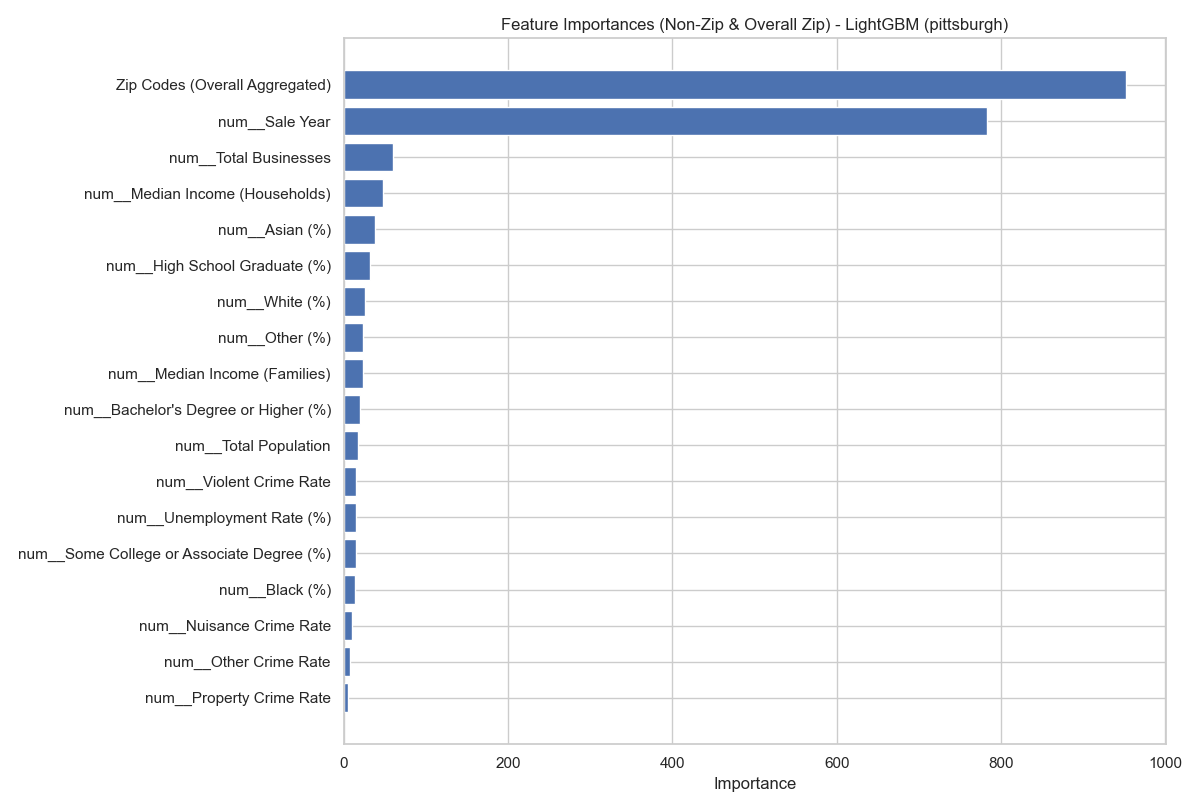 Feature Importances (Non-Zip & Overall Zip) - LightGBM (pittsburgh)
Zip Codes (Overall Aggregated)
num__Sale Year
num__Total Businesses
num__Median Income (Households)
num__Asian (%)
num__High School Graduate (%)
num__White (%)
num__Other (%)
num__Median Income (Families)
num__Bachelor's Degree or Higher (%)
num__Total Population
num__Violent Crime Rate
num__Unemployment Rate (%)
num__Some College or Associate Degree (%)
num__Black (%)
num__Nuisance Crime Rate
num__Other Crime Rate
num__Property Crime Rate
0 200 400 600 800 1000
Importance